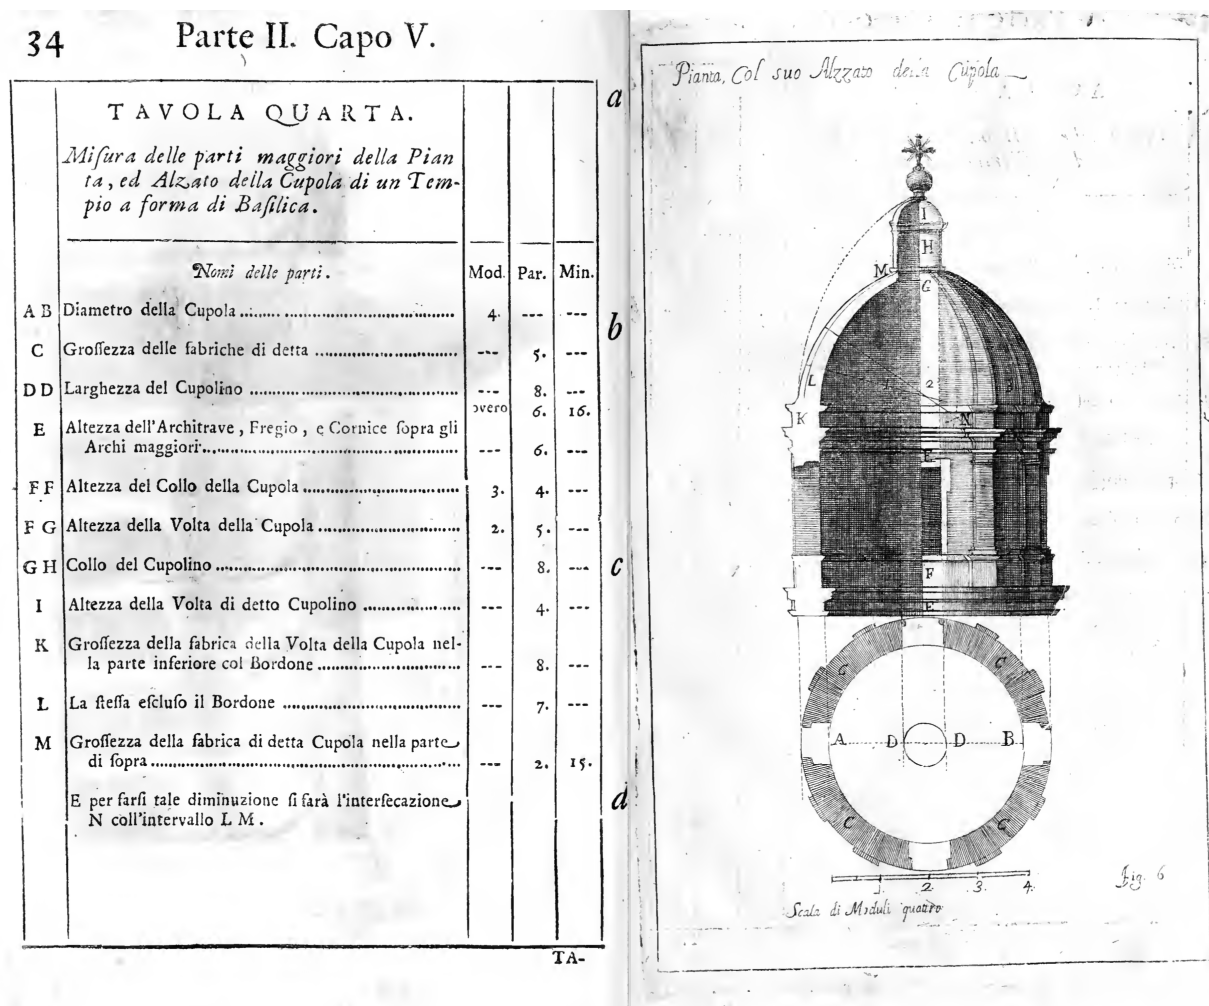 34 Parte II. Capo V.
TAVOLA QUARTA.
Miſura delle parti maggiori della Pian
ta, ed Alzato della Cupola di un Tem-
pio a forma di Baſilica.
Nomi delle parti. Mod. Par. Min.
A B Diametro della Cupola ........................ 4. --- ---
C Groſſezza delle fabriche di detta ........................ --- 5. ---
D D Larghezza del Cupolino ........................ --- 8. ---
overo 6. 16.
E Altezza dell'Architrave, Fregio, e Cornice ſopra gli
Archi maggiori ........................ --- 6. ---
F F Altezza del Collo della Cupola ........................ 3. 4. ---
F G Altezza della Volta della Cupola ........................ 2. 5. ---
G H Collo del Cupolino ........................ --- 8. ---
I Altezza della Volta di detto Cupolino ........................ --- 4. ---
K Groſſezza della fabrica della Volta della Cupola nel-
la parte inferiore col Bordone ........................ --- 8. ---
L La ſteſſa eſcluſo il Bordone ........................ --- 7. ---
M Groſſezza della fabrica di detta Cupola nella parte
di ſopra ........................ --- 2. 15.
E per farſi tale diminuzione ſi farà l'interſecazione
N coll'intervallo L M.
TA-
a
b
c
d
Pianta, Col suo Alzzato della Cupola
I
H
M
G
L 1 2 3
K N
E
F
E
C C
A D D B
C C
1. 2. 3. 4.
Scala di Moduli quattro
Fig. 6